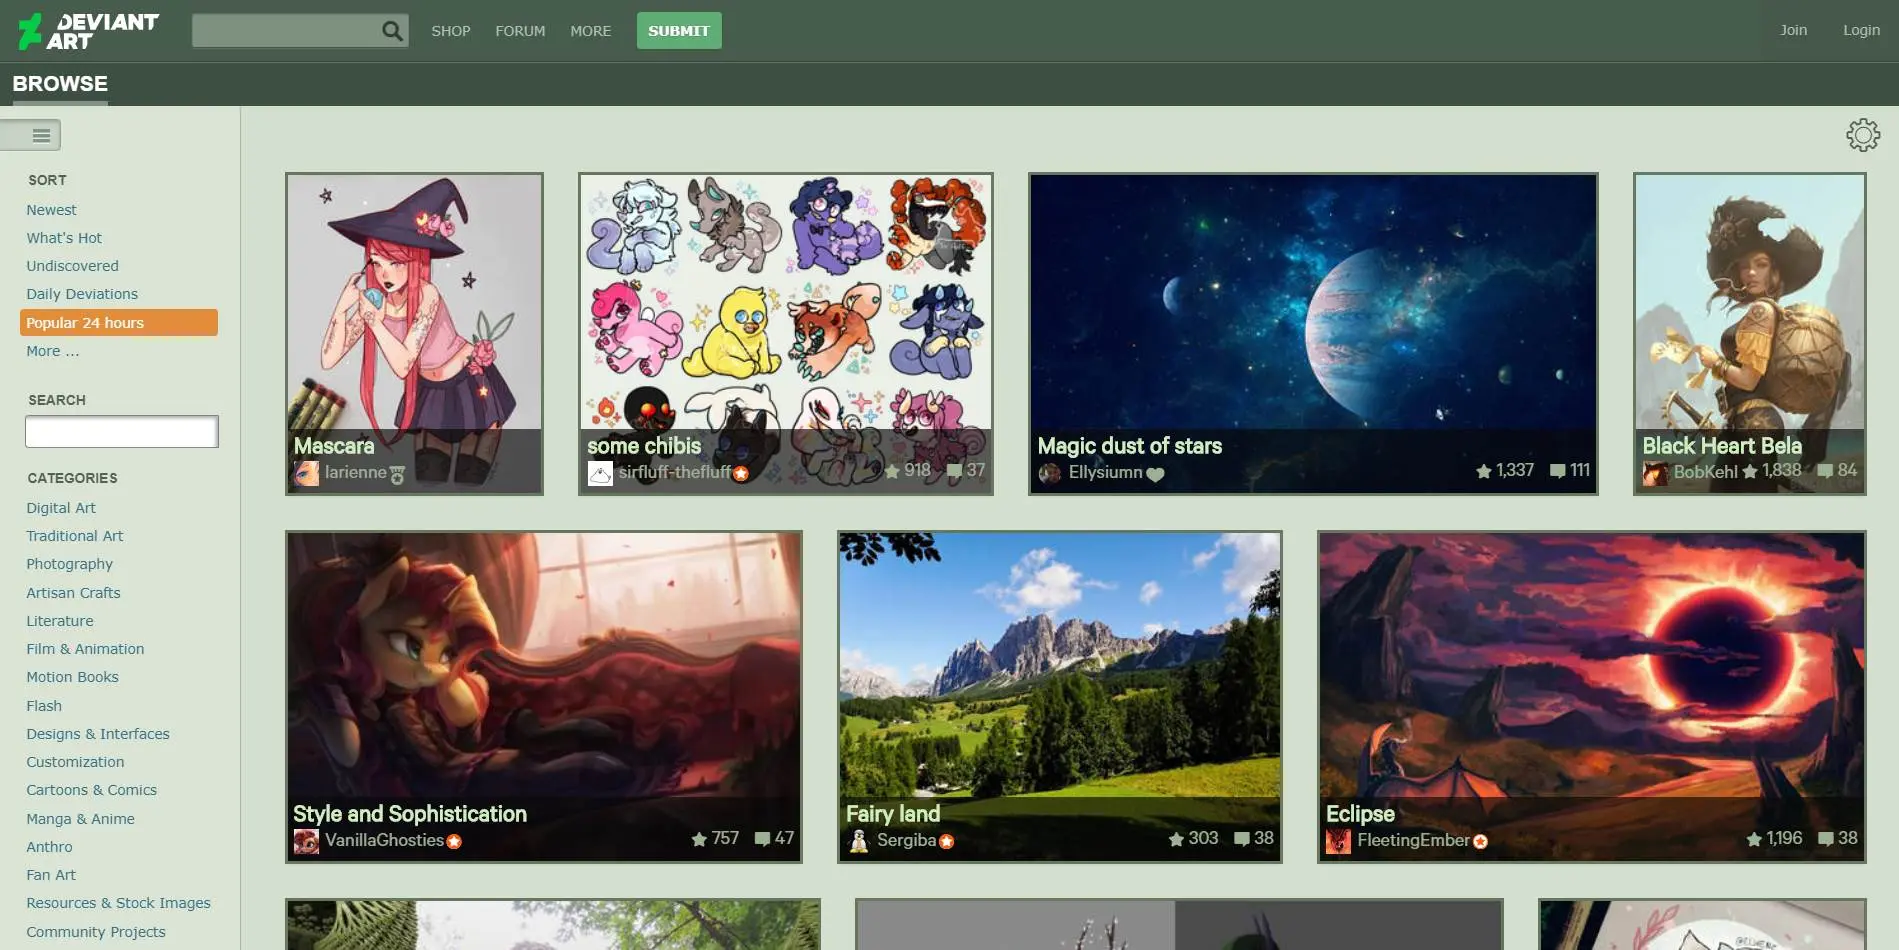 DEVIANT ART
SHOP FORUM MORE SUBMIT Join Login
BROWSE
SORT
Newest
What's Hot
Undiscovered
Daily Deviations
Popular 24 hours
More ...
SEARCH
CATEGORIES
Digital Art
Traditional Art
Photography
Artisan Crafts
Literature
Film & Animation
Motion Books
Flash
Designs & Interfaces
Customization
Cartoons & Comics
Manga & Anime
Anthro
Fan Art
Resources & Stock Images
Community Projects
Mascara
larienne
some chibis
sirfluff-thefluff 918 37
Magic dust of stars
Ellysiumn 1,337 111
Black Heart Bela
BobKehl 1,838 84
Style and Sophistication
VanillaGhosties 757 47
Fairy land
Sergiba 303 38
Eclipse
FleetingEmber 1,196 38